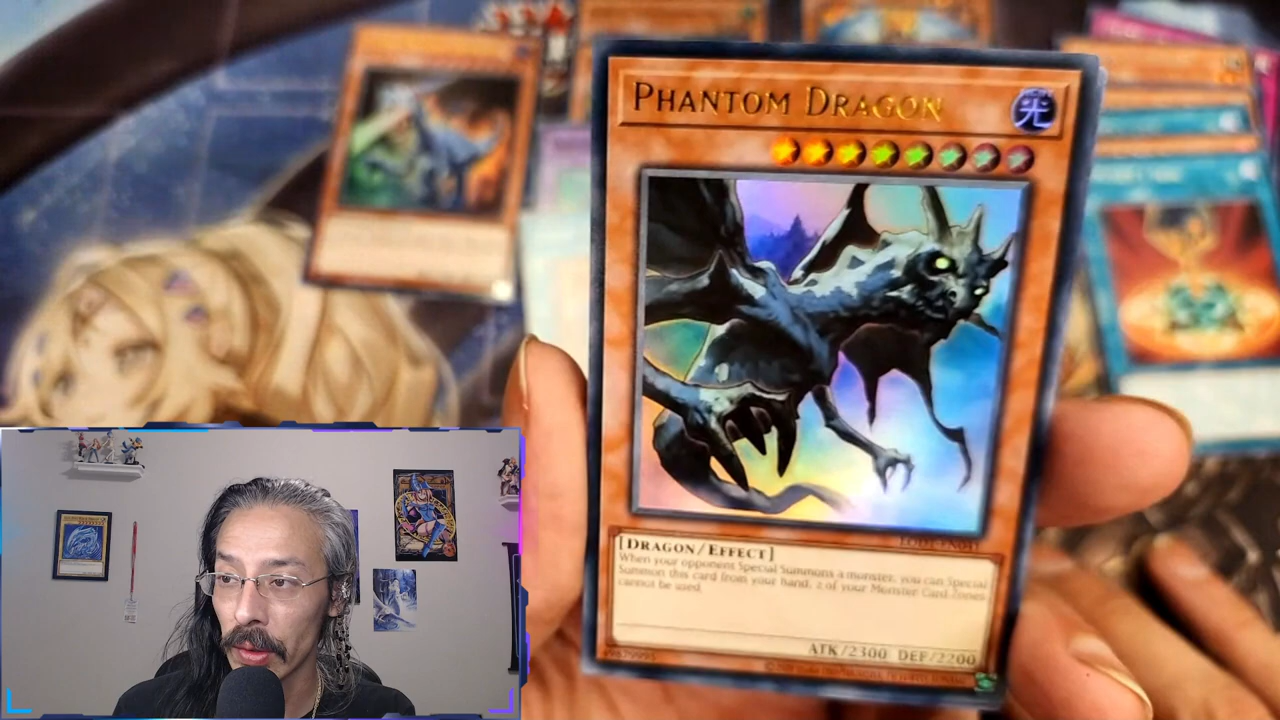 PHANTOM DRAGON
光
[DRAGON/EFFECT]
When your opponent Special Summons a monster, you can Special
Summon this card from your hand. 2 of your Monster Card Zones
cannot be used.
ATK/2300 DEF/2200